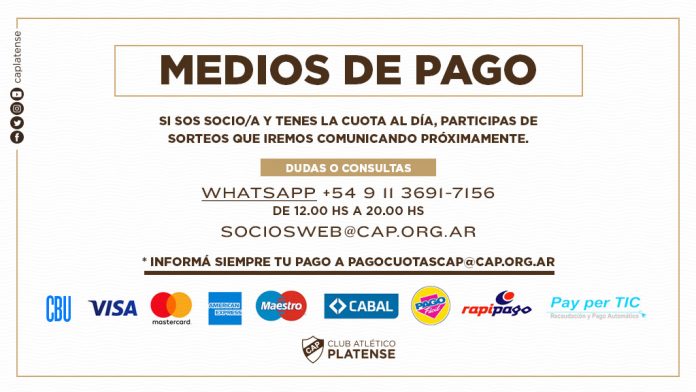 caplatense
MEDIOS DE PAGO
SI SOS SOCIO/A Y TENES LA CUOTA AL DÍA, PARTICIPAS DE
SORTEOS QUE IREMOS COMUNICANDO PRÓXIMAMENTE.
DUDAS O CONSULTAS
WHATSAPP +54 9 11 3691-7156
DE 12.00 HS A 20.00 HS
SOCIOSWEB@CAP.ORG.AR
* INFORMÁ SIEMPRE TU PAGO A PAGOCUOTASCAP@CAP.ORG.AR
CBU
VISA
mastercard
AMERICAN
EXPRESS
Maestro
CABAL
PAGO
Fácil
rapipago
Pay per TIC
Recaudación y Pago Automático
CAP
CLUB ATLÉTICO
PLATENSE